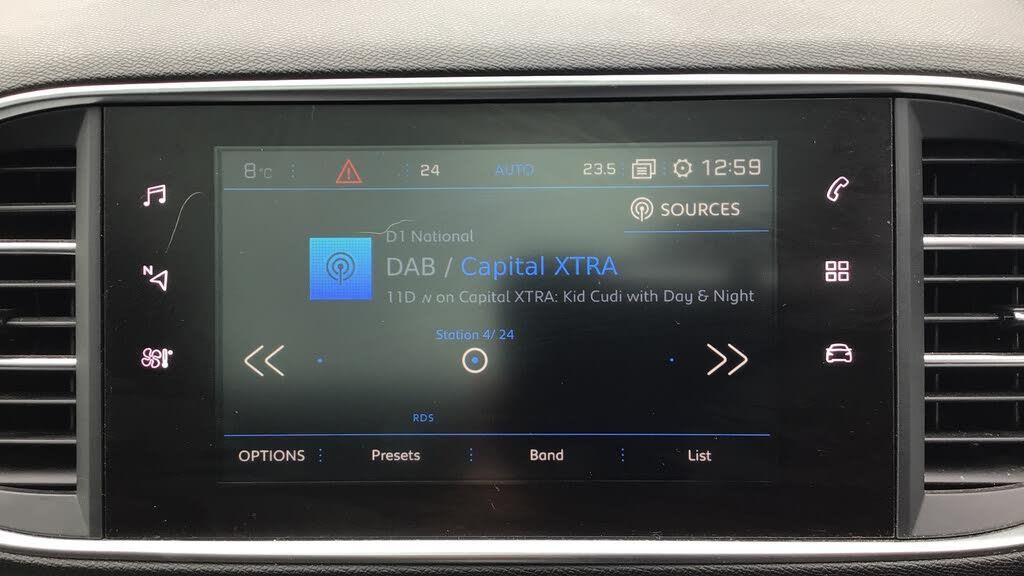 8°C 24 AUTO 23.5 12:59
SOURCES
D1 National
DAB / Capital XTRA
11D on Capital XTRA: Kid Cudi with Day & Night
Station 4/ 24
RDS
OPTIONS Presets Band List
N